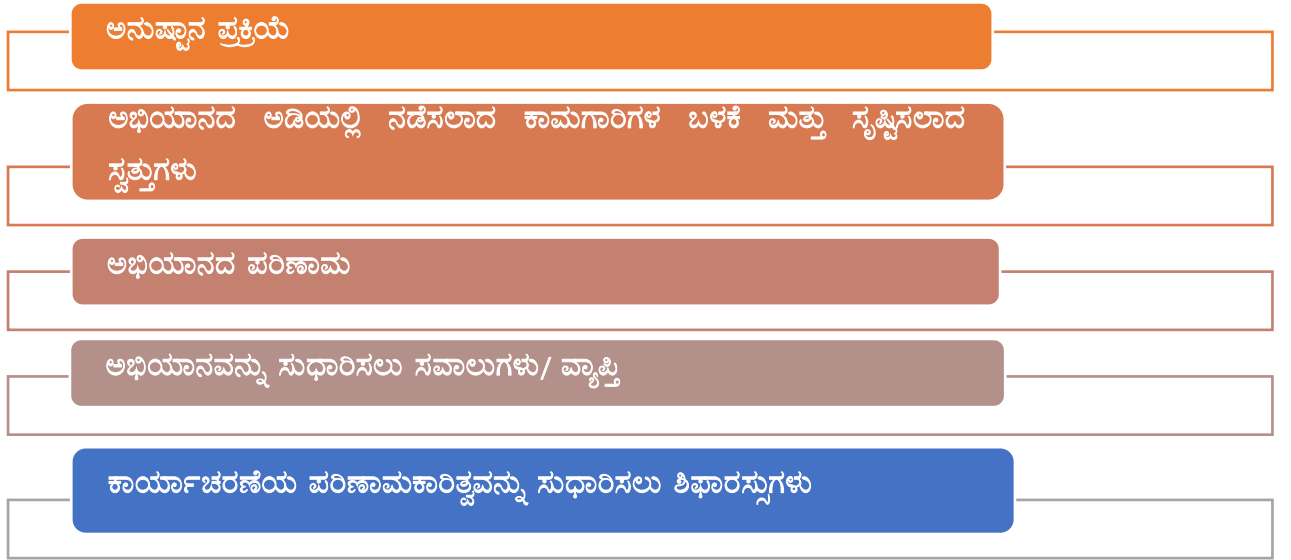 ಅನುಷ್ಠಾನ ಪ್ರಕ್ರಿಯೆ
ಅಭಿಯಾನದ ಅಡಿಯಲ್ಲಿ ನಡೆಸಲಾದ ಕಾಮಗಾರಿಗಳ ಬಳಕೆ ಮತ್ತು ಸೃಷ್ಟಿಸಲಾದ
ಸ್ವತ್ತುಗಳು
ಅಭಿಯಾನದ ಪರಿಣಾಮ
ಅಭಿಯಾನವನ್ನು ಸುಧಾರಿಸಲು ಸವಾಲುಗಳು/ ವ್ಯಾಪ್ತಿ
ಕಾರ್ಯಾಚರಣೆಯ ಪರಿಣಾಮಕಾರಿತ್ವವನ್ನು ಸುಧಾರಿಸಲು ಶಿಫಾರಸ್ಸುಗಳು